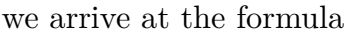 we arrive at the formula